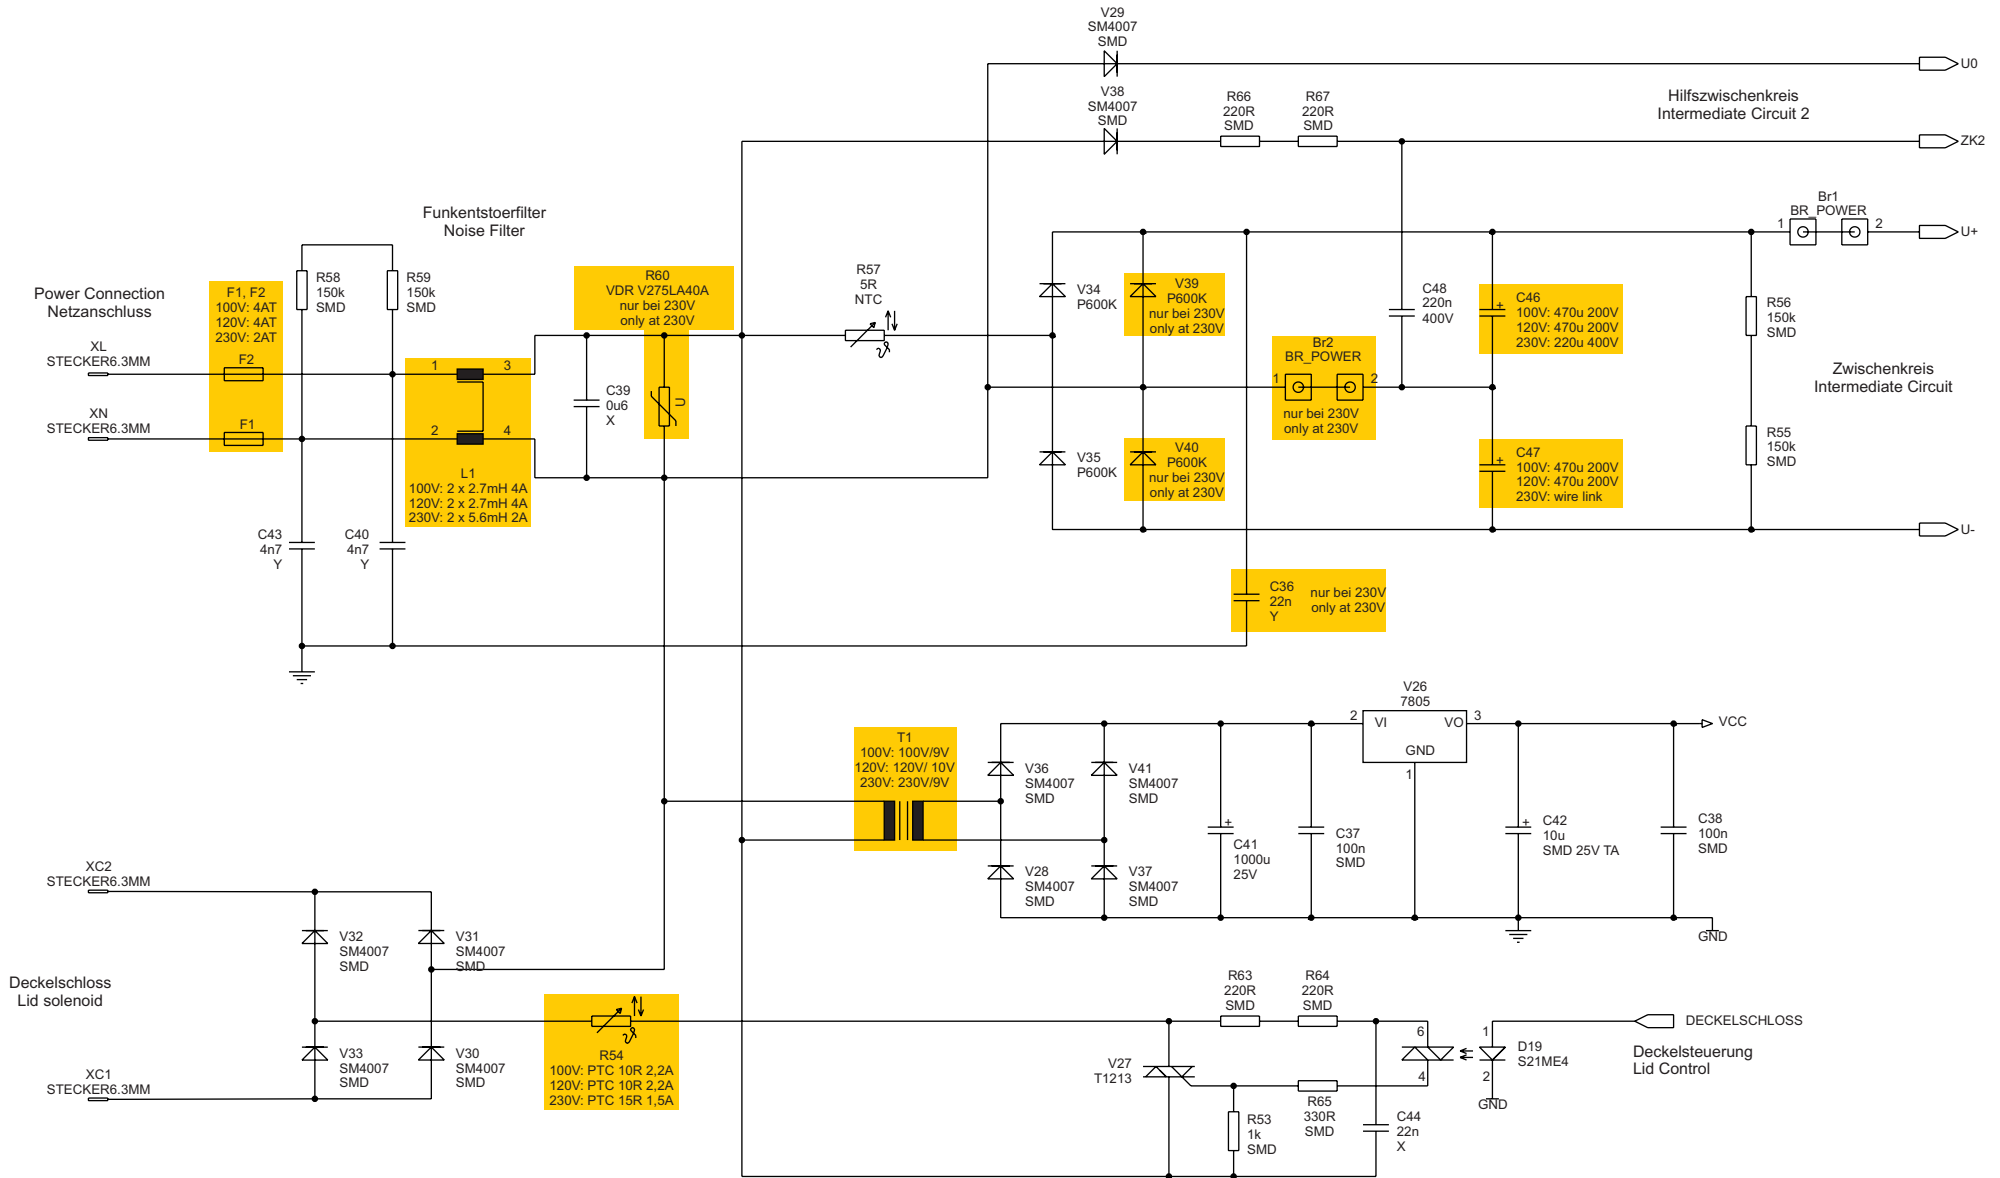 V29
SM4007
SMD
U0
V38
SM4007
SMD
R66
220R
SMD
R67
220R
SMD
Hilfszwischenkreis
Intermediate Circuit 2
ZK2
Br1
BR_POWER
1
2
U+
Funkentstoerfilter
Noise Filter
Power Connection
Netzanschluss
F1, F2
100V: 4AT
120V: 4AT
230V: 2AT
R58
150k
SMD
R59
150k
SMD
R60
VDR V275LA40A
nur bei 230V
only at 230V
R57
5R
NTC
V34
P600K
V39
P600K
nur bei 230V
only at 230V
C48
220n
400V
C46
100V: 470u 200V
120V: 470u 200V
230V: 220u 400V
+
R56
150k
SMD
XL
STECKER6.3MM
F2
1
3
C39
0u6
X
U
Br2
BR_POWER
1
2
nur bei 230V
only at 230V
Zwischenkreis
Intermediate Circuit
XN
STECKER6.3MM
F1
2
4
L1
100V: 2 x 2.7mH 4A
120V: 2 x 2.7mH 4A
230V: 2 x 5.6mH 2A
V35
P600K
V40
P600K
nur bei 230V
only at 230V
C47
100V: 470u 200V
120V: 470u 200V
230V: wire link
+
R55
150k
SMD
U-
C43
4n7
Y
C40
4n7
Y
C36
22n
Y
nur bei 230V
only at 230V
T1
100V: 100V/9V
120V: 120V/ 10V
230V: 230V/9V
V36
SM4007
SMD
V41
SM4007
SMD
V26
7805
2
VI
VO
3
GND
1
VCC
V28
SM4007
SMD
V37
SM4007
SMD
+
C41
1000u
25V
C37
100n
SMD
+
C42
10u
SMD 25V TA
C38
100n
SMD
GND
XC2
STECKER6.3MM
V32
SM4007
SMD
V31
SM4007
SMD
Deckelschloss
Lid solenoid
V33
SM4007
SMD
V30
SM4007
SMD
XC1
STECKER6.3MM
R54
100V: PTC 10R 2,2A
120V: PTC 10R 2,2A
230V: PTC 15R 1,5A
R63
220R
SMD
R64
220R
SMD
V27
T1213
6
4
1
2
D19
S21ME4
GND
DECKELSCHLOSS
Deckelsteuerung
Lid Control
R53
1k
SMD
R65
330R
SMD
C44
22n
X